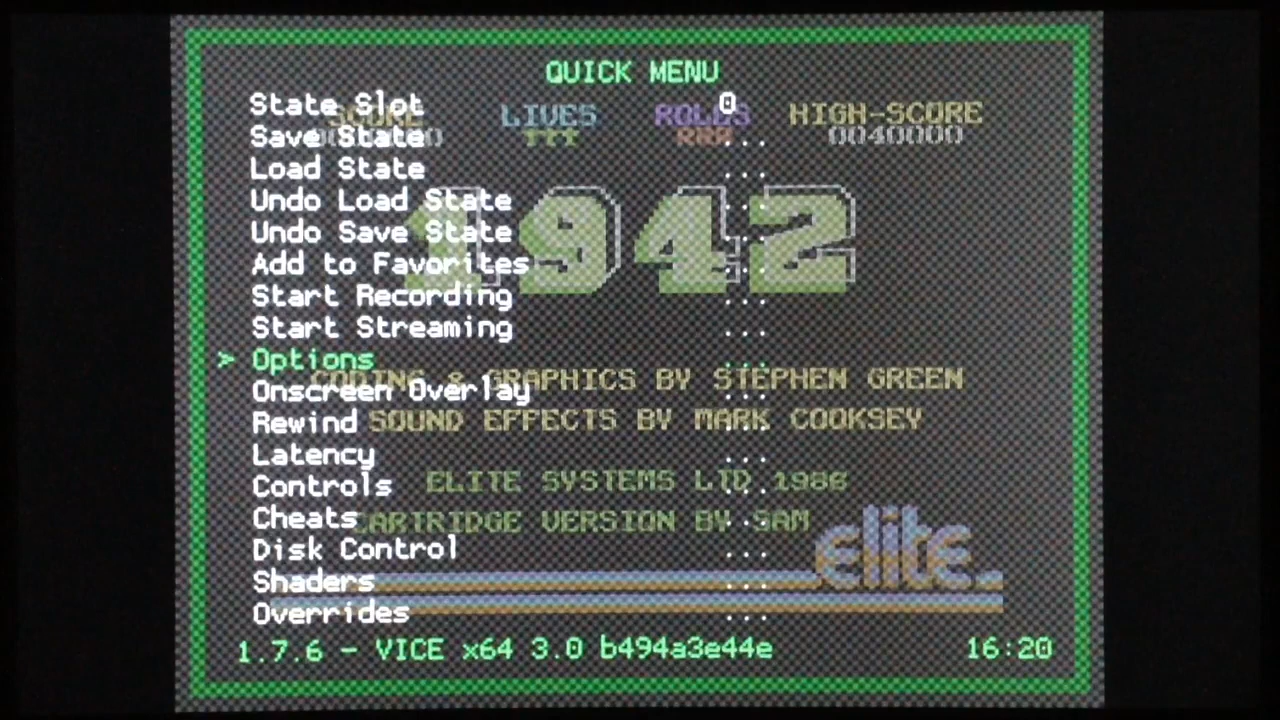 QUICK MENU
State Slot 0
SCORE LIVES ROLLS HIGH-SCORE
Save State ...
RRR 0040000
Load State ...
Undo Load State ...
1942
Undo Save State ...
Add to Favorites ...
Start Recording ...
Start Streaming ...
> Options ...
CODING & GRAPHICS BY STEPHEN GREEN
Onscreen Overlay ...
Rewind ...
SOUND EFFECTS BY MARK COOKSEY
Latency ...
Controls ...
ELITE SYSTEMS LTD 1986
Cheats ...
CARTRIDGE VERSION BY SAM
Disk Control ...
elite
Shaders ...
Overrides ...
1.7.6 - VICE x64 3.0 b494a3e44e 16:20